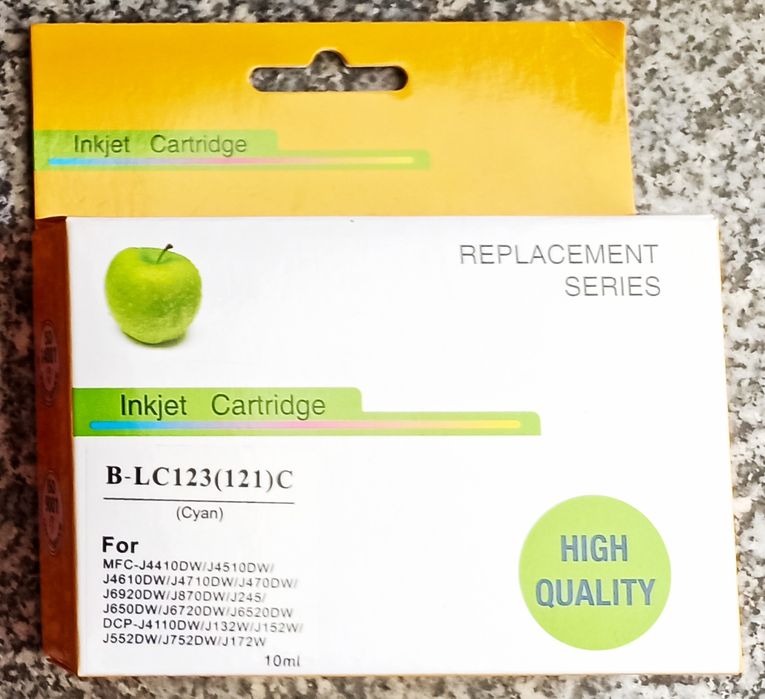 Inkjet Cartridge
REPLACEMENT
SERIES
Inkjet Cartridge
B-LC123(121)C
(Cyan)
For
MFC-J4410DW/J4510DW/
J4610DW/J4710DW/J470DW/
J6920DW/J870DW/J245/
J650DW/J6720DW/J6520DW
DCP-J4110DW/J132W/J152W/
J552DW/J752DW/J172W
10ml
HIGH
QUALITY